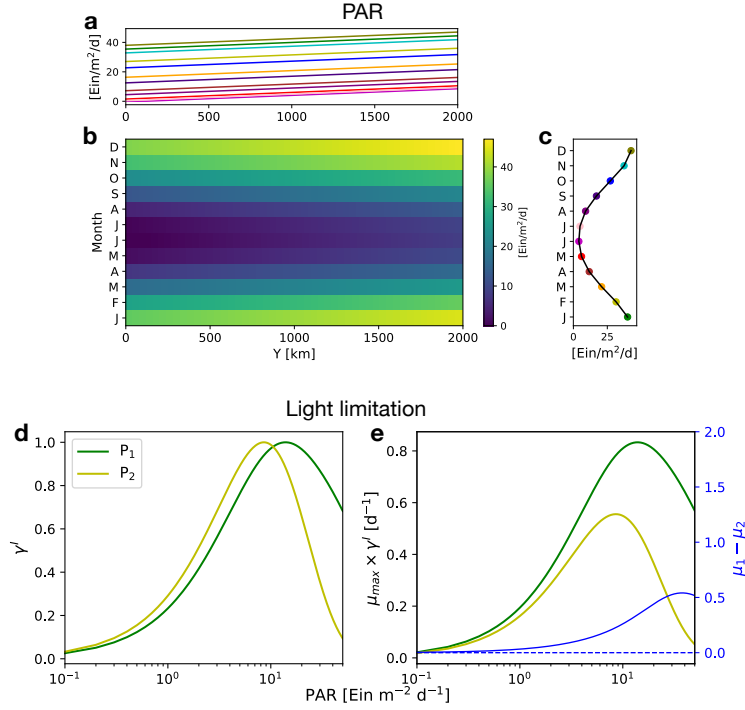 PAR
a
[Ein/m²/d]
40
20
0
0 500 1000 1500 2000
b
Month
D
N
O
S
A
J
J
M
A
M
F
J
0 500 1000 1500 2000
Y [km]
40
30
20
10
0
[Ein/m²/d]
c
D
N
O
S
A
J
J
M
A
M
F
J
25
[Ein/m²/d]
Light limitation
d
γᴵ
1.0
0.8
0.6
0.4
0.2
0.0
P₁
P₂
10⁻¹ 10⁰ 10¹
e
μₘₐₓ × γᴵ [d⁻¹]
0.8
0.6
0.4
0.2
0.0
10⁻¹ 10⁰ 10¹
2.0
1.5
1.0
0.5
0.0
μ₁ − μ₂
PAR [Ein m⁻² d⁻¹]